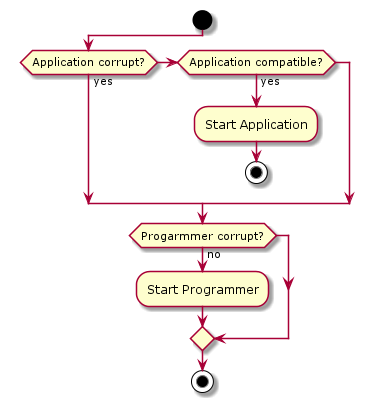 Application corrupt?
Application compatible?
yes
yes
Start Application
Progarmmer corrupt?
no
Start Programmer